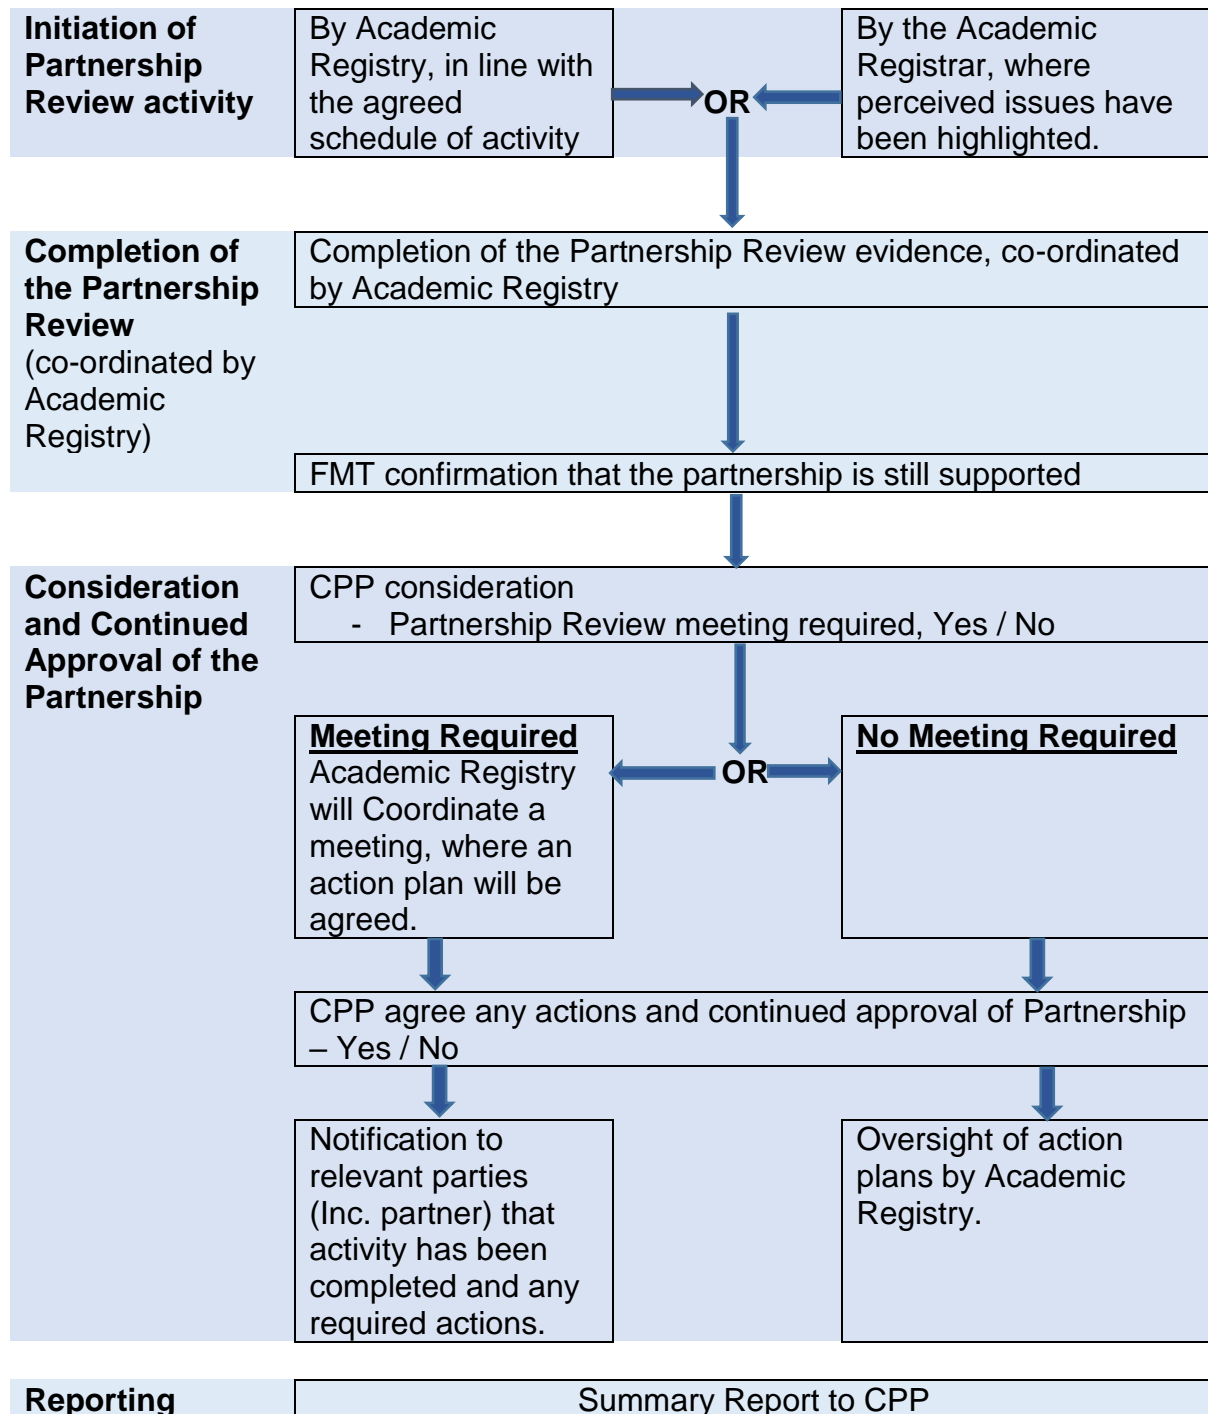 Initiation of
Partnership
Review activity
By Academic
Registry, in line with
the agreed
schedule of activity
OR
By the Academic
Registrar, where
perceived issues have
been highlighted.
Completion of
the Partnership
Review
(co-ordinated by
Academic
Registry)
Completion of the Partnership Review evidence, co-ordinated
by Academic Registry
FMT confirmation that the partnership is still supported
Consideration
and Continued
Approval of the
Partnership
CPP consideration
- Partnership Review meeting required, Yes / No
Meeting Required
Academic Registry
will Coordinate a
meeting, where an
action plan will be
agreed.
OR
No Meeting Required
CPP agree any actions and continued approval of Partnership
– Yes / No
Notification to
relevant parties
(Inc. partner) that
activity has been
completed and any
required actions.
Oversight of action
plans by Academic
Registry.
Reporting
Summary Report to CPP